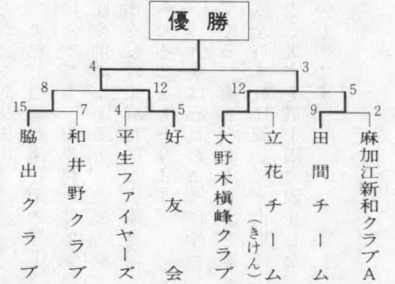 優勝
4 3
8 12 12 5
15 7 4 5 9 2
脇出クラブ
和井野クラブ
平生ファイヤーズ
好友会
大野木槇峰クラブ
立花チーム
(きけん)
田間チーム
麻加江新和クラブA